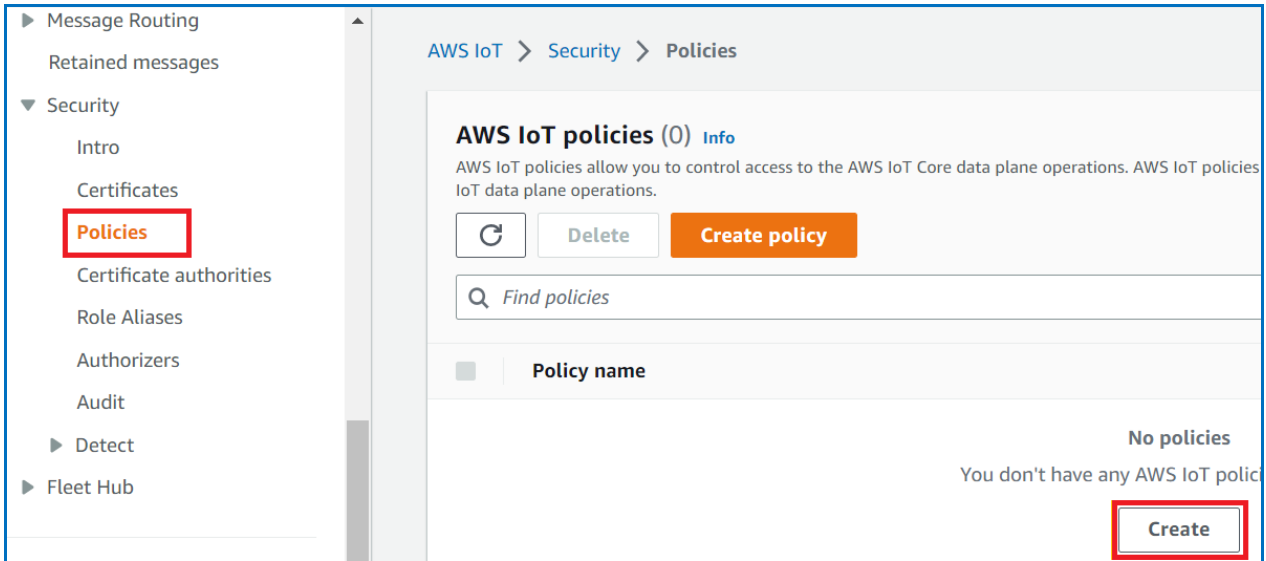 Message Routing
Retained messages
Security
Intro
Certificates
Policies
Certificate authorities
Role Aliases
Authorizers
Audit
Detect
Fleet Hub
AWS IoT > Security > Policies
AWS IoT policies (0) Info
AWS IoT policies allow you to control access to the AWS IoT Core data plane operations. AWS IoT policies
IoT data plane operations.
Delete Create policy
Find policies
Policy name
No policies
You don't have any AWS IoT polici
Create